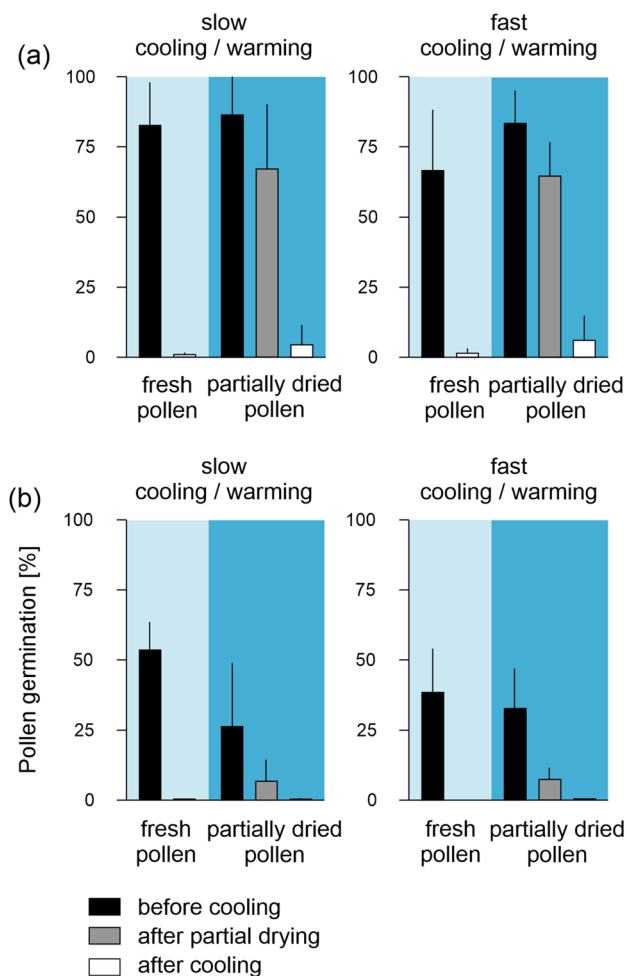 slow
cooling / warming
fast
cooling / warming
(a)
100
75
50
25
0
fresh
pollen
partially dried
pollen
100
75
50
25
0
fresh
pollen
partially dried
pollen
(b)
slow
cooling / warming
fast
cooling / warming
Pollen germination [%]
100
75
50
25
0
fresh
pollen
partially dried
pollen
100
75
50
25
0
fresh
pollen
partially dried
pollen
before cooling
after partial drying
after cooling